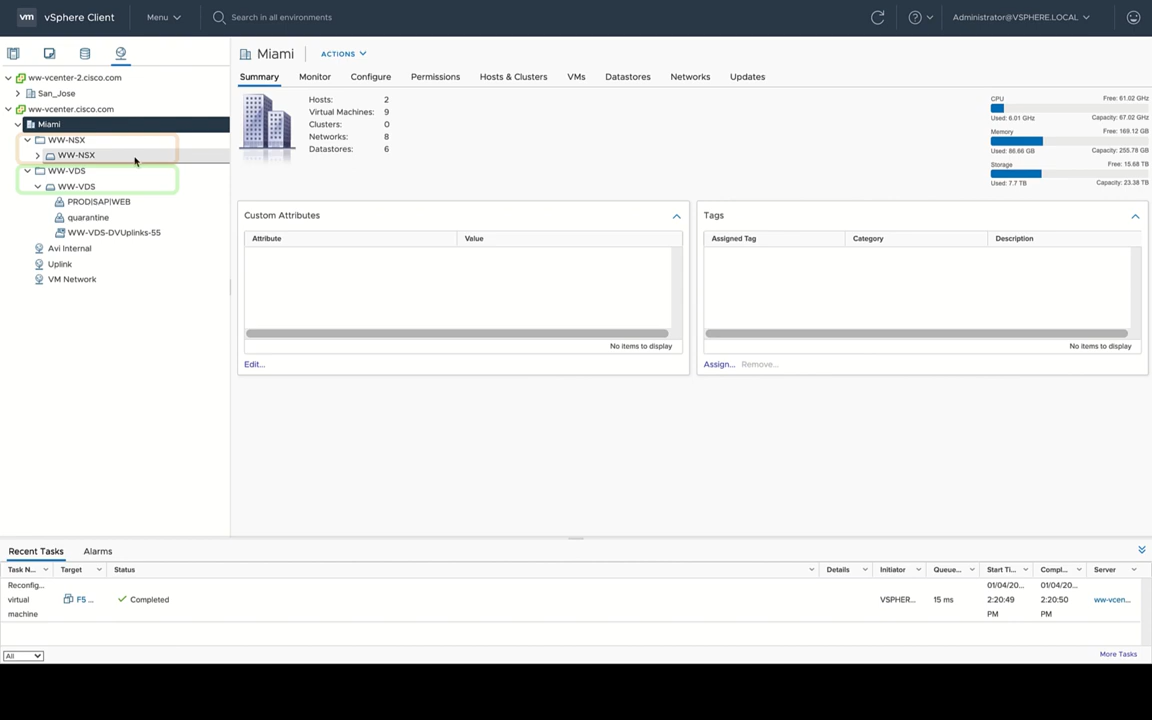 vm vSphere Client Menu Search in all environments Administrator@VSPHERE.LOCAL
Miami ACTIONS
Summary Monitor Configure Permissions Hosts & Clusters VMs Datastores Networks Updates
ww-vcenter-2.cisco.com
San_Jose
ww-vcenter.cisco.com
Miami
WW-NSX
WW-NSX
WW-VDS
WW-VDS
PROD|SAP|WEB
quarantine
WW-VDS-DVUplinks-55
Avi Internal
Uplink
VM Network
Hosts: 2
Virtual Machines: 9
Clusters: 0
Networks: 8
Datastores: 6
CPU Free: 61.02 GHz
Used: 6.01 GHz Capacity: 67.02 GHz
Memory Free: 169.12 GB
Used: 86.66 GB Capacity: 255.78 GB
Storage Free: 15.68 TB
Used: 7.7 TB Capacity: 23.38 TB
Custom Attributes
Attribute Value
No items to display
Edit...
Tags
Assigned Tag Category Description
No items to display
Assign... Remove...
Recent Tasks Alarms
Task N... Target Status Details Initiator Queue... Start Ti... Compl... Server
Reconfig... 01/04/20... 01/04/20...
virtual F5 ... Completed VSPHER... 15 ms 2:20:49 2:20:50 ww-vcen...
machine PM PM
All More Tasks